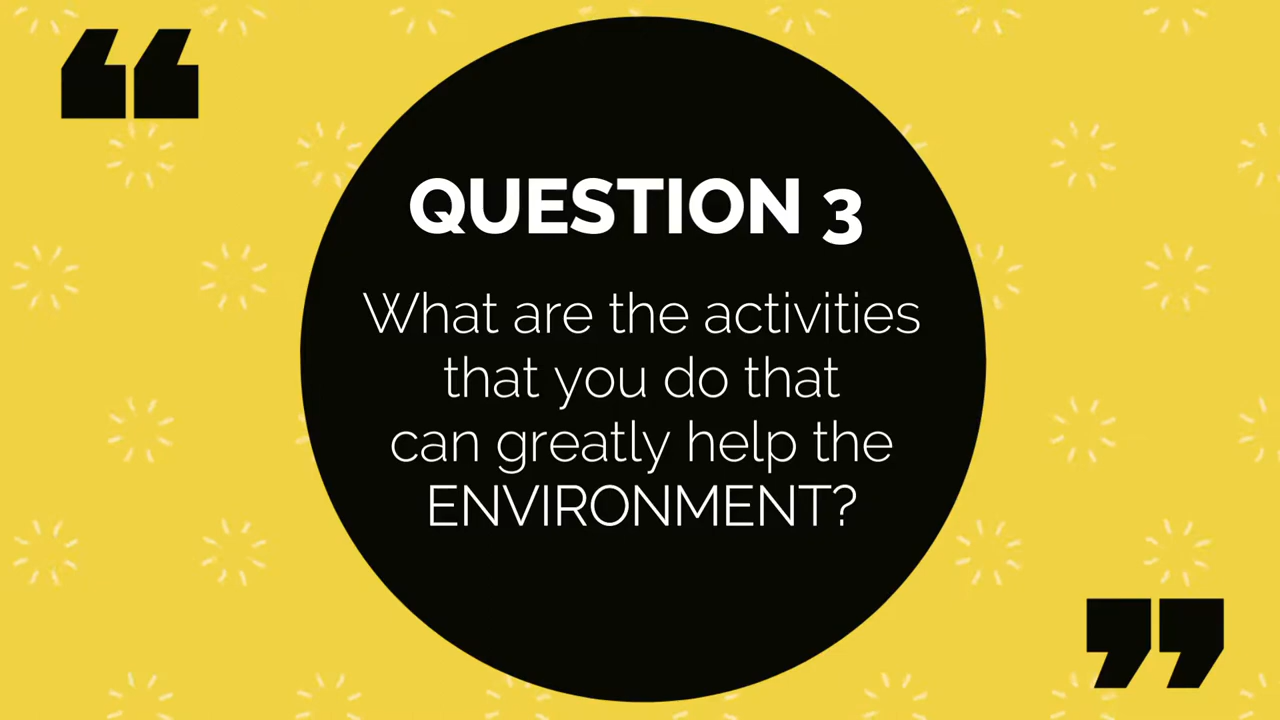 “
QUESTION 3
What are the activities
that you do that
can greatly help the
ENVIRONMENT?
”